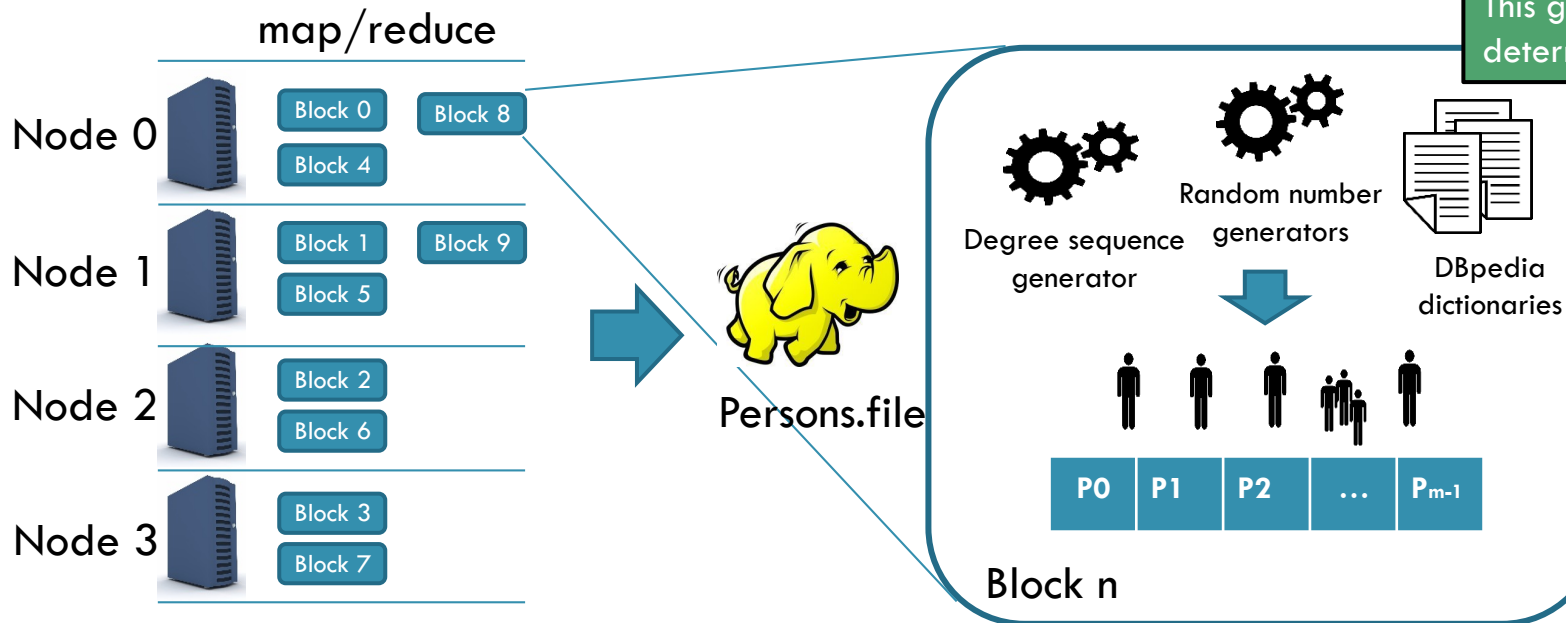 map/reduce
Node 0
Block 0
Block 8
Block 4
Node 1
Block 1
Block 9
Block 5
Node 2
Block 2
Block 6
Node 3
Block 3
Block 7
Persons.file
This
Degree sequence
generator
Random number
generators
DBpedia
dictionaries
P0 P1 P2 ... Pm-1
Block n